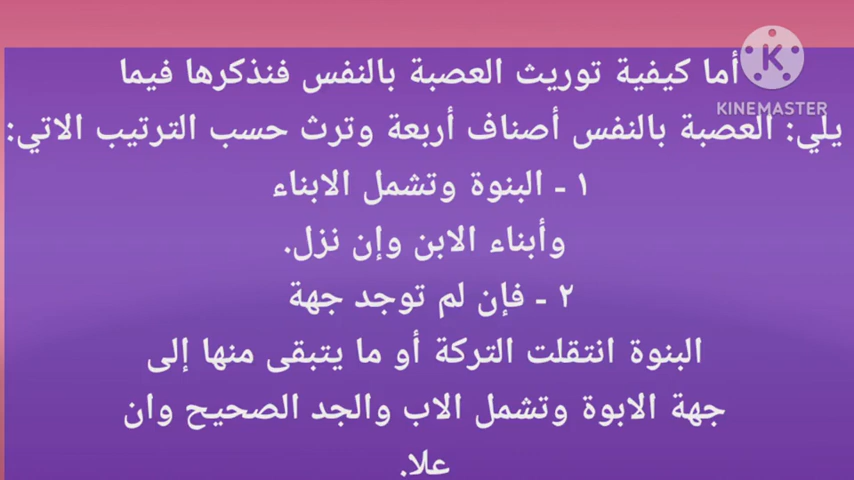 أما كيفية توريث العصبة بالنفس فنذكرها فيما
يلي: العصبة بالنفس أصناف أربعة وترث حسب الترتيب الاتي:
١ ـ البنوة وتشمل الابناء
وأبناء الابن وإن نزل.
٢ ـ فإن لم توجد جهة
البنوة انتقلت التركة أو ما يتبقى منها إلى
جهة الابوة وتشمل الاب والجد الصحيح وان
علا.
K
KINEMASTER